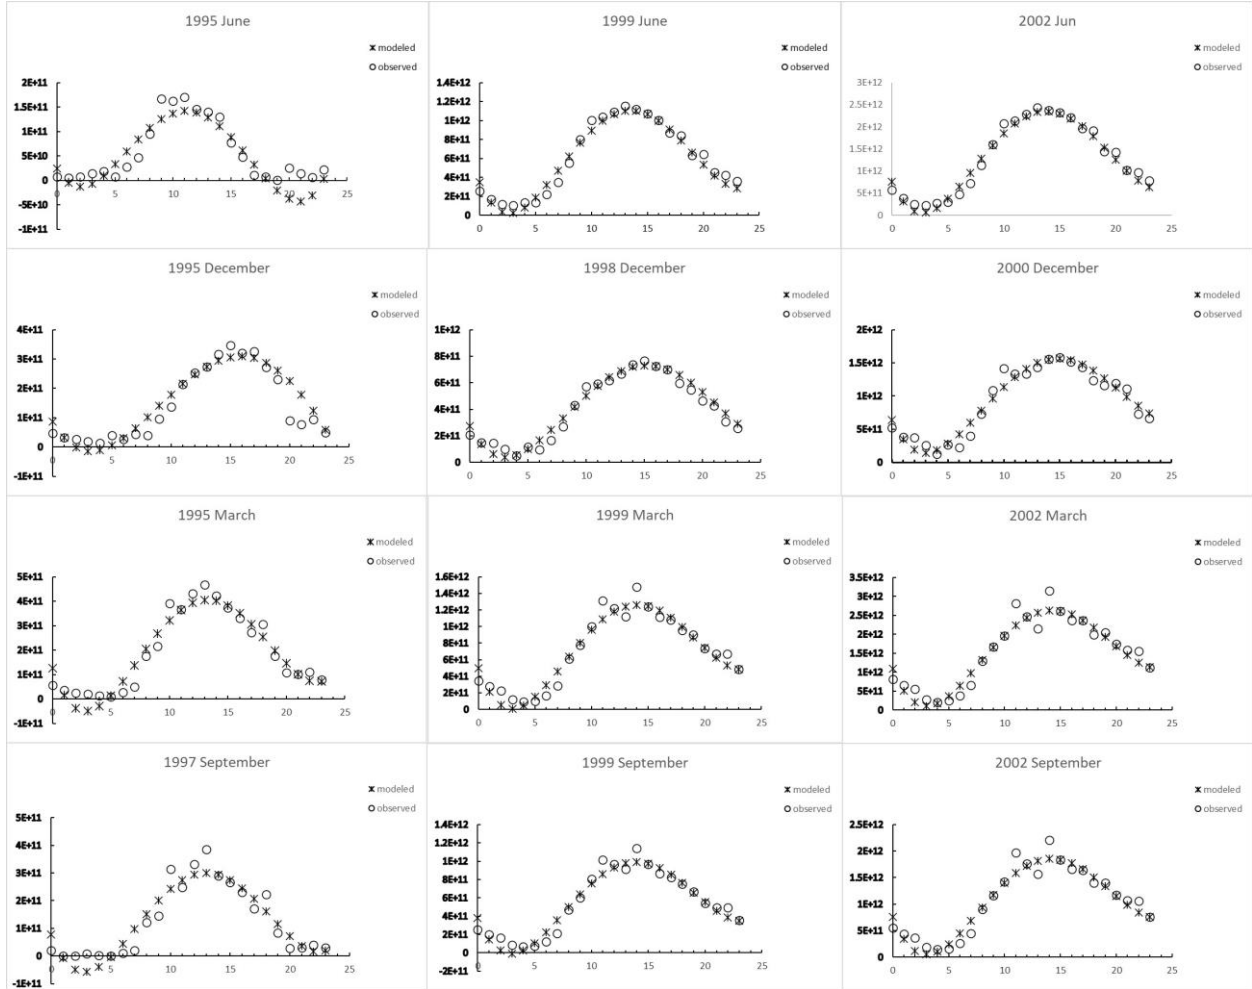 1995 June
ж modeled
o observed
2E+11
1.5E+11
1E+11
5E+10
0
-5E+10
-1E+11
0 5 10 15 20 25
1999 June
ж modeled
o observed
1.4E+12
1.2E+12
1E+12
8E+11
6E+11
4E+11
2E+11
0
0 5 10 15 20 25
2002 Jun
ж modeled
o observed
3E+12
2.5E+12
2E+12
1.5E+12
1E+12
5E+11
0
0 5 10 15 20 25
1995 December
ж modeled
o observed
4E+11
3E+11
2E+11
1E+11
0
-1E+11
0 5 10 15 20 25
1998 December
ж modeled
o observed
1E+12
8E+11
6E+11
4E+11
2E+11
0
0 5 10 15 20 25
2000 December
ж modeled
o observed
2E+12
1.5E+12
1E+12
5E+11
0
0 5 10 15 20 25
1995 March
ж modeled
o observed
5E+11
4E+11
3E+11
2E+11
1E+11
0
-1E+11
0 5 10 15 20 25
1999 March
ж modeled
o observed
1.6E+12
1.4E+12
1.2E+12
1E+12
8E+11
6E+11
4E+11
2E+11
0
0 5 10 15 20 25
2002 March
ж modeled
o observed
3.5E+12
3E+12
2.5E+12
2E+12
1.5E+12
1E+12
5E+11
0
0 5 10 15 20 25
1997 September
ж modeled
o observed
5E+11
4E+11
3E+11
2E+11
1E+11
0
-1E+11
0 5 10 15 20 25
1999 September
ж modeled
o observed
1.4E+12
1.2E+12
1E+12
8E+11
6E+11
4E+11
2E+11
0
-2E+11
0 5 10 15 20 25
2002 September
ж modeled
o observed
2.5E+12
2E+12
1.5E+12
1E+12
5E+11
0
0 5 10 15 20 25